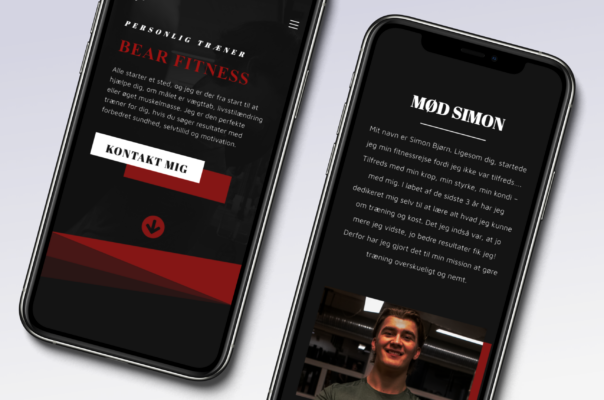 PERSONLIG TRÆNER
BEAR FITNESS
Alle starter et sted, og jeg er der fra start til at
hjælpe dig, om målet er vægttab, livsstilændring
eller øget muskelmasse. Jeg er den perfekte
træner for dig, hvis du søger resultater med
forbedret sundhed, selvtillid og motivation.
KONTAKT MIG
MØD SIMON
Mit navn er Simon Bjørn. Ligesom dig, startede
jeg min fitnessrejse fordi jeg ikke var tilfreds...
Tilfreds med min krop, min styrke, min kondi –
med mig. I løbet af de sidste 3 år har jeg
dedikeret mig selv til at lære alt hvad jeg kunne
om træning og kost. Det jeg indså var, at jo
mere jeg vidste, jo bedre resultater fik jeg!
Derfor har jeg gjort det til min mission at gøre
træning overskueligt og nemt.